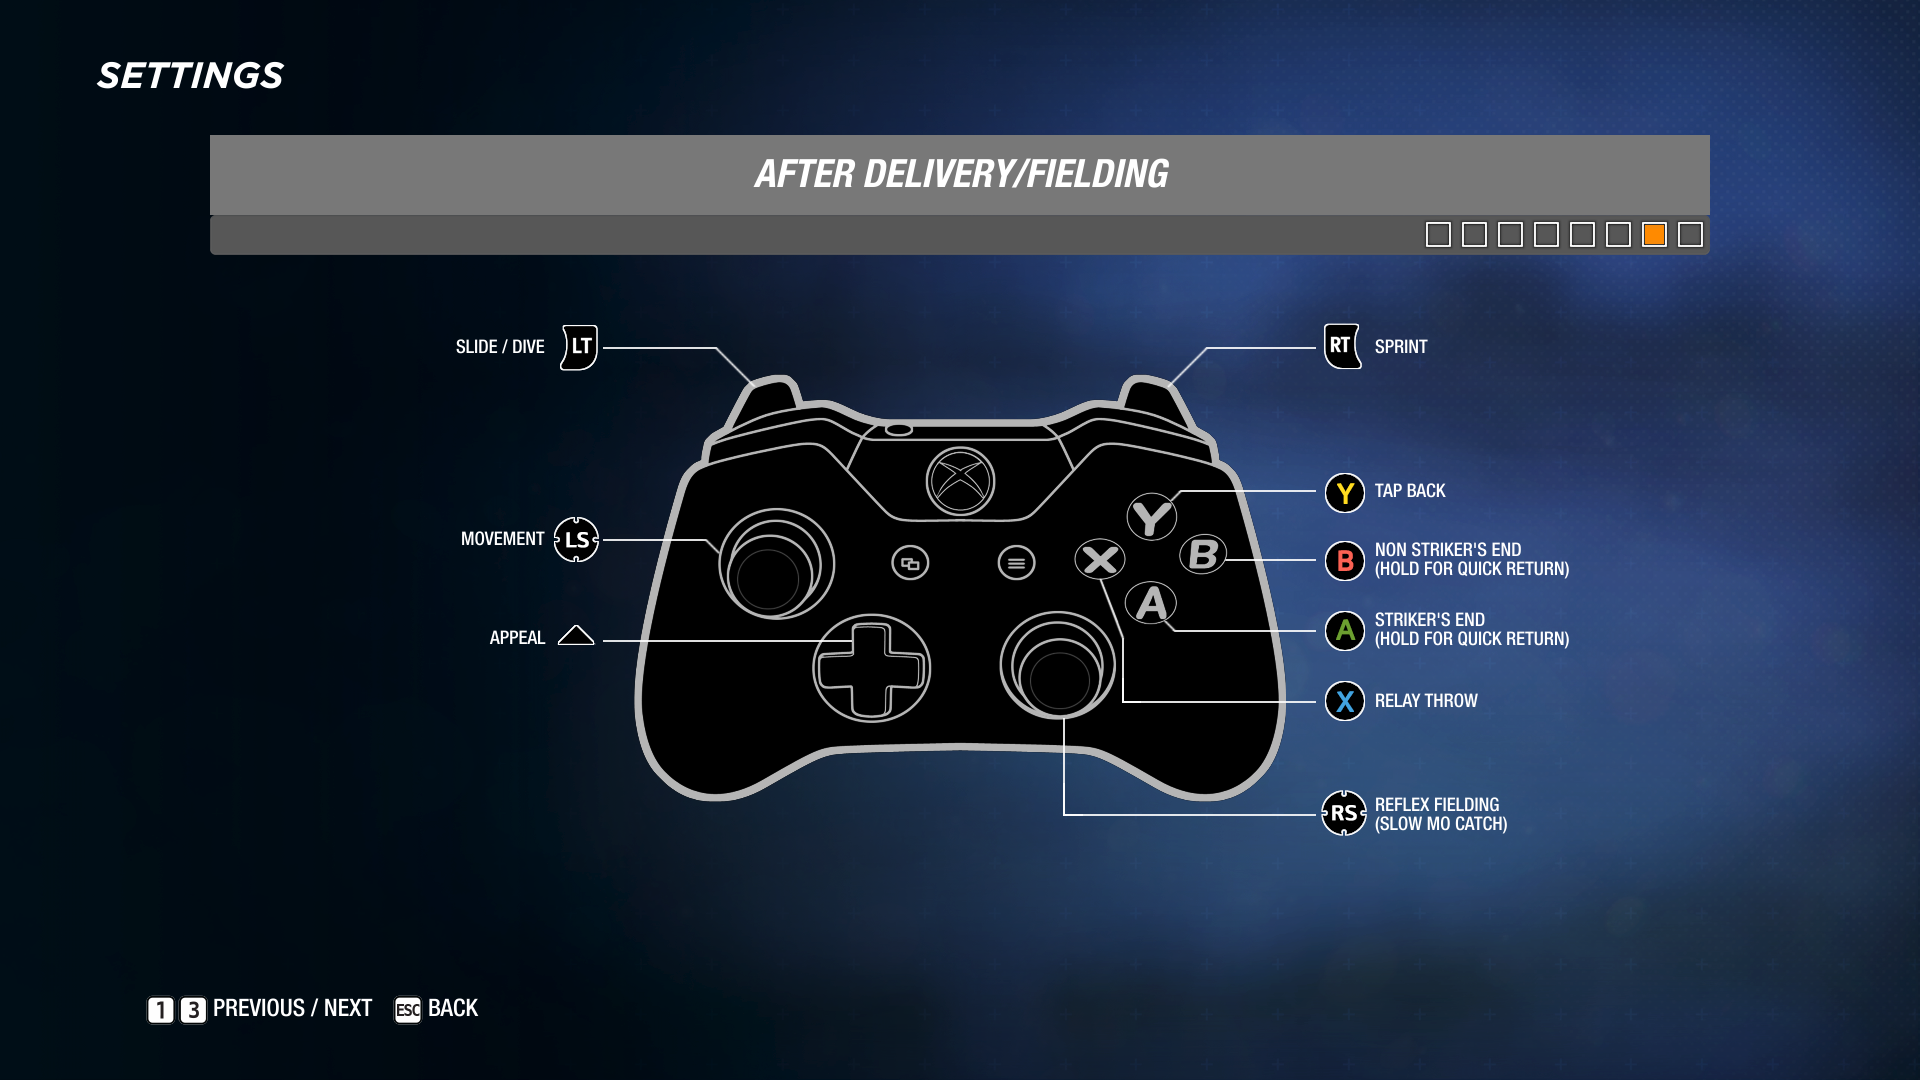 SETTINGS
AFTER DELIVERY/FIELDING
SLIDE / DIVE LT
RT SPRINT
Y TAP BACK
MOVEMENT LS
Y
X B
A
B NON STRIKER'S END
(HOLD FOR QUICK RETURN)
A STRIKER'S END
(HOLD FOR QUICK RETURN)
APPEAL
X RELAY THROW
RS REFLEX FIELDING
(SLOW MO CATCH)
1 3 PREVIOUS / NEXT ESC BACK